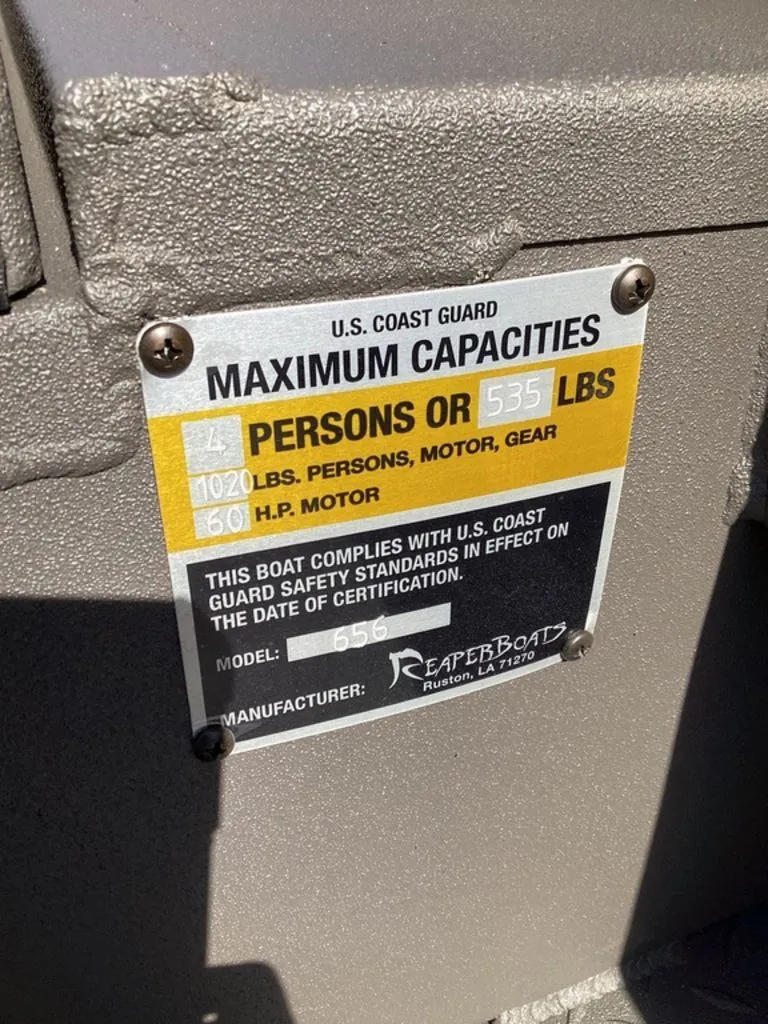 U.S. COAST GUARD
MAXIMUM CAPACITIES
4 PERSONS OR 535 LBS
1020 LBS. PERSONS, MOTOR, GEAR
60 H.P. MOTOR
THIS BOAT COMPLIES WITH U.S. COAST
GUARD SAFETY STANDARDS IN EFFECT ON
THE DATE OF CERTIFICATION.
MODEL: 656
MANUFACTURER: REAPERBOATS
Ruston, LA 71270